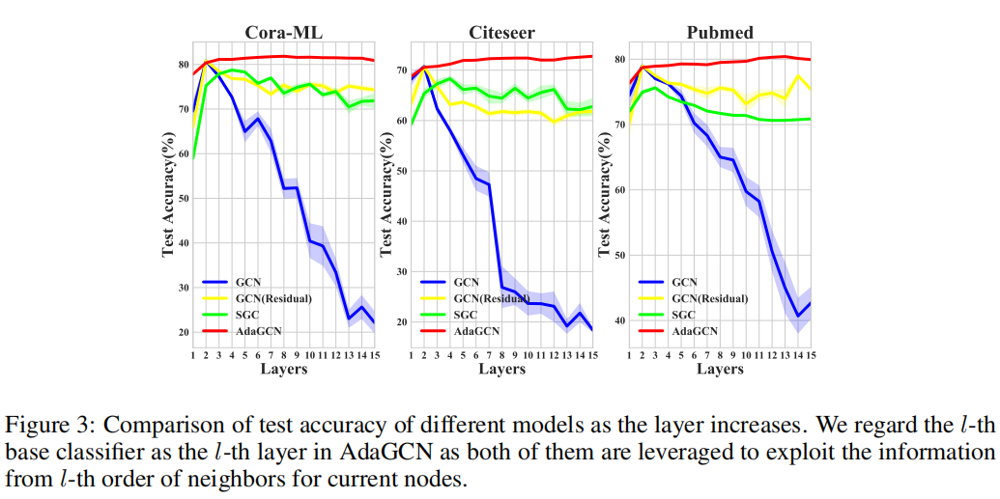 Cora-ML
Test Accuracy(%)
80
70
60
50
40
30
20
GCN
GCN(Residual)
SGC
AdaGCN
1 2 3 4 5 6 7 8 9 10 11 12 13 14 15
Layers
Citeseer
Test Accuracy(%)
70
60
50
40
30
20
GCN
GCN(Residual)
SGC
AdaGCN
1 2 3 4 5 6 7 8 9 10 11 12 13 14 15
Layers
Pubmed
Test Accuracy(%)
80
70
60
50
40
GCN
GCN(Residual)
SGC
AdaGCN
1 2 3 4 5 6 7 8 9 10 11 12 13 14 15
Layers
Figure 3: Comparison of test accuracy of different models as the layer increases. We regard the l-th
base classifier as the l-th layer in AdaGCN as both of them are leveraged to exploit the information
from l-th order of neighbors for current nodes.